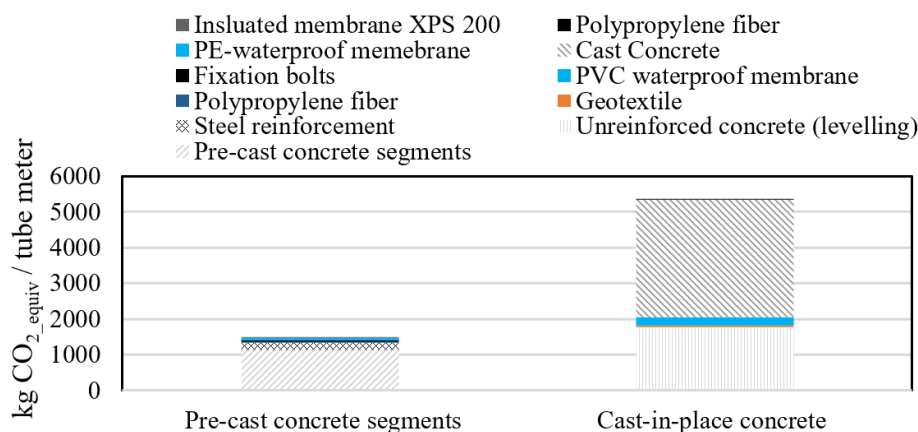 Insluated membrane XPS 200
Polypropylene fiber
PE-waterproof memebrene
Cast Concrete
Fixation bolts
PVC waterproof membrane
Polypropylene fiber
Geotextile
Steel reinforcement
Unreinforced concrete (levelling)
Pre-cast concrete segments
kg CO2_equiv / tube meter
6000
5000
4000
3000
2000
1000
0
Pre-cast concrete segments
Cast-in-place concrete